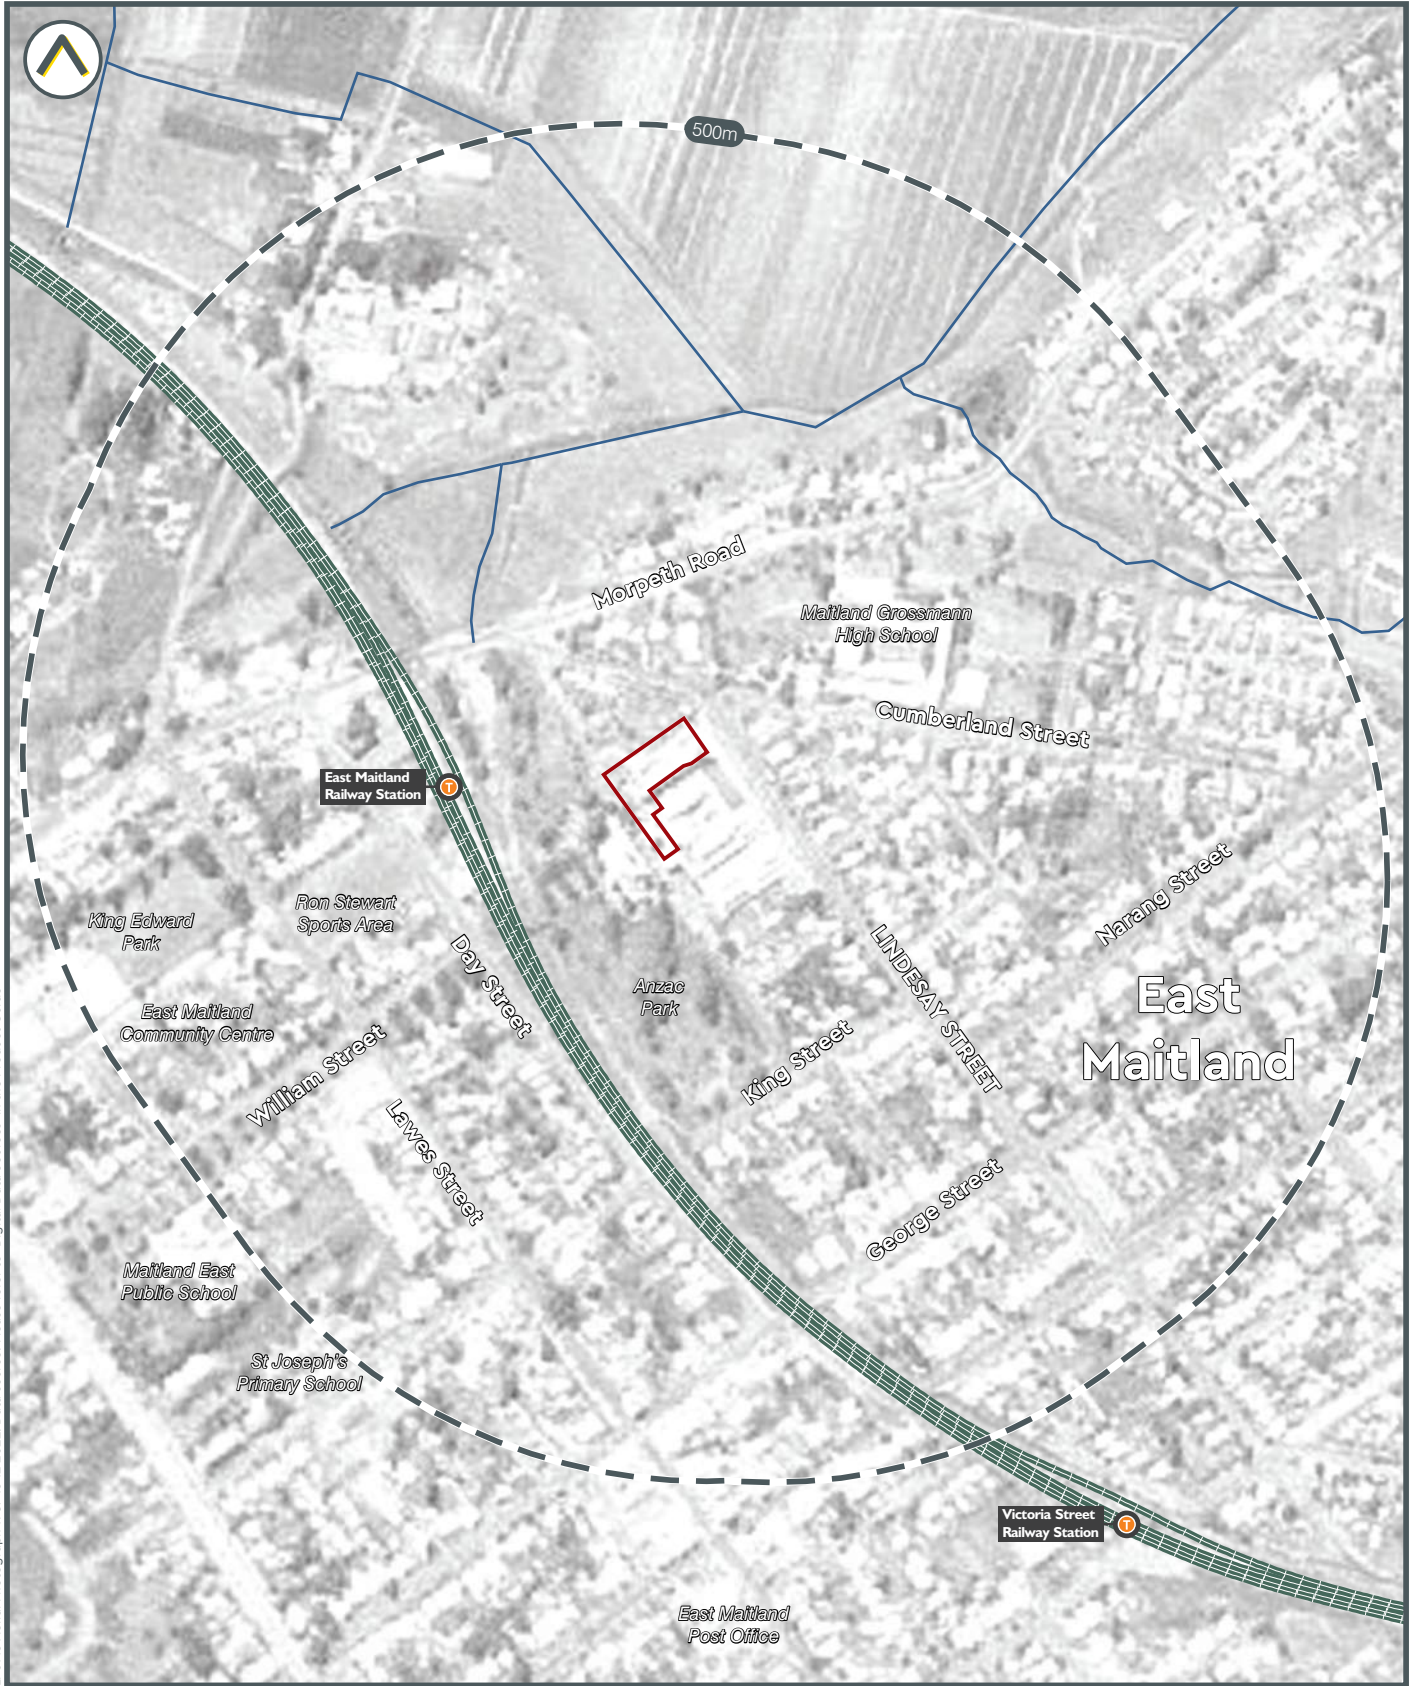 500m
Morpeth Road
Maitland Grossmann
High School
Cumberland Street
East Maitland
Railway Station
T
Narang Street
King Edward
Park
Ron Stewart
Sports Area
Day Street
LINDESAY STREET
Anzac
Park
East
Maitland
East Maitland
Community Centre
William Street
King Street
Lawes Street
George Street
Maitland East
Public School
St Joseph's
Primary School
Victoria Street
Railway Station
T
East Maitland
Post Office